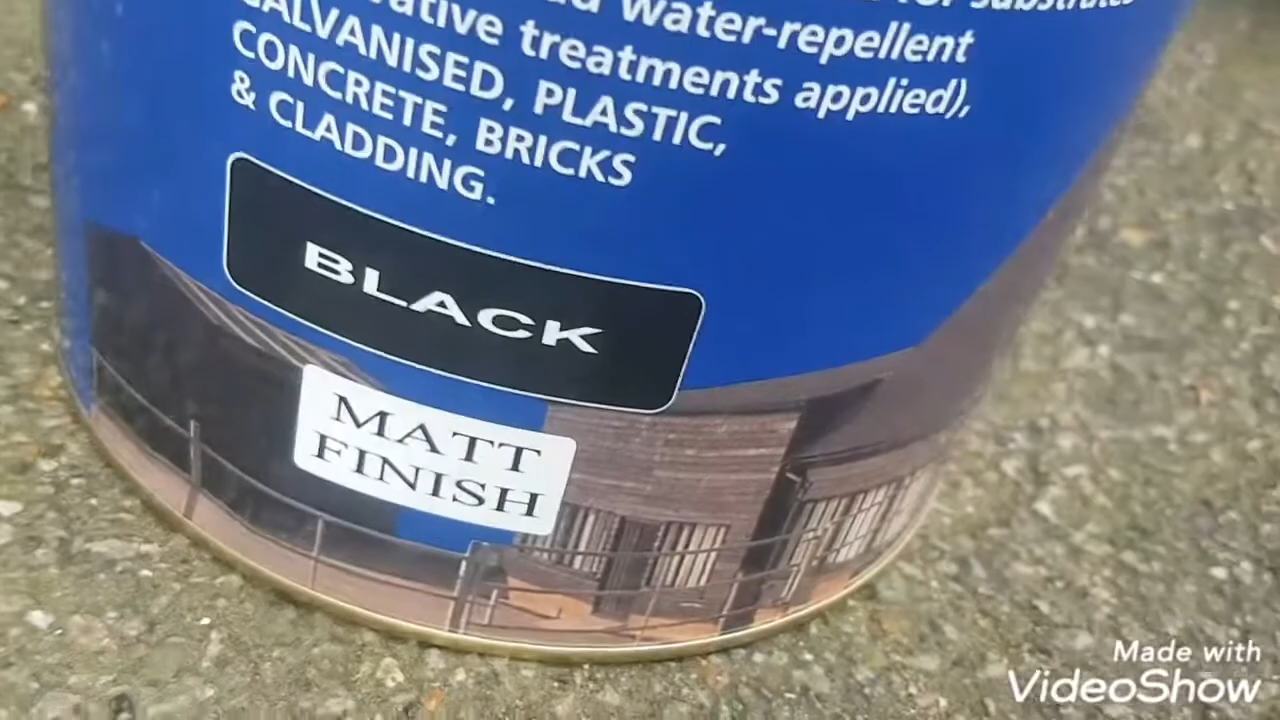 Water-repellent
treatments applied),
GALVANISED, PLASTIC,
CONCRETE, BRICKS
& CLADDING.
BLACK
MATT
FINISH
Made with
VideoShow